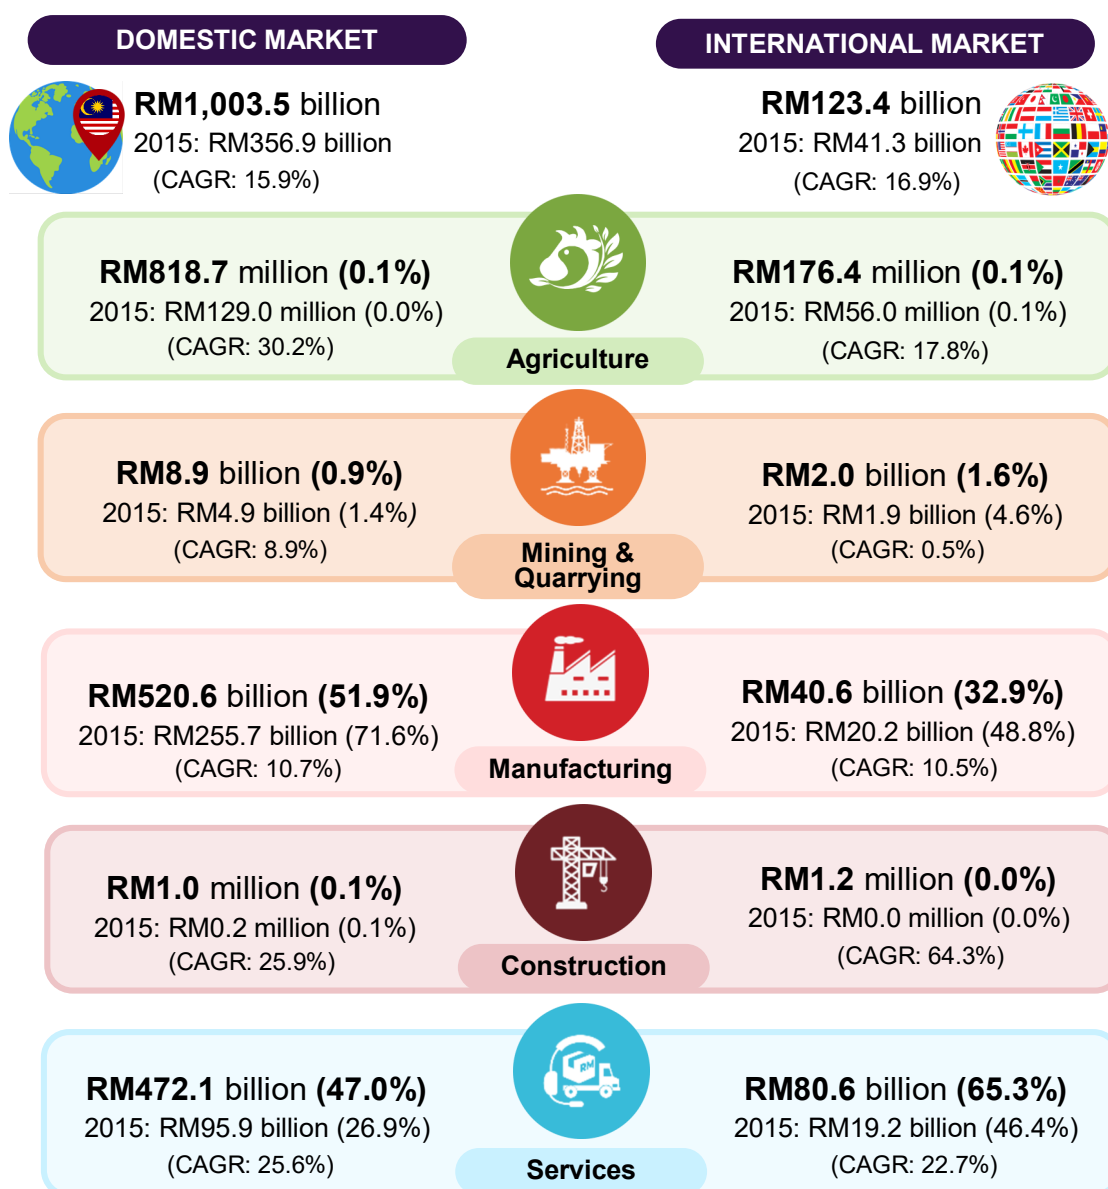 DOMESTIC MARKET
INTERNATIONAL MARKET
RM1,003.5 billion
2015: RM356.9 billion
(CAGR: 15.9%)
RM123.4 billion
2015: RM41.3 billion
(CAGR: 16.9%)
RM818.7 million (0.1%)
2015: RM129.0 million (0.0%)
(CAGR: 30.2%)
Agriculture
RM176.4 million (0.1%)
2015: RM56.0 million (0.1%)
(CAGR: 17.8%)
RM8.9 billion (0.9%)
2015: RM4.9 billion (1.4%)
(CAGR: 8.9%)
Mining &
Quarrying
RM2.0 billion (1.6%)
2015: RM1.9 billion (4.6%)
(CAGR: 0.5%)
RM520.6 billion (51.9%)
2015: RM255.7 billion (71.6%)
(CAGR: 10.7%)
Manufacturing
RM40.6 billion (32.9%)
2015: RM20.2 billion (48.8%)
(CAGR: 10.5%)
RM1.0 million (0.1%)
2015: RM0.2 million (0.1%)
(CAGR: 25.9%)
Construction
RM1.2 million (0.0%)
2015: RM0.0 million (0.0%)
(CAGR: 64.3%)
RM472.1 billion (47.0%)
2015: RM95.9 billion (26.9%)
(CAGR: 25.6%)
RM
Services
RM80.6 billion (65.3%)
2015: RM19.2 billion (46.4%)
(CAGR: 22.7%)